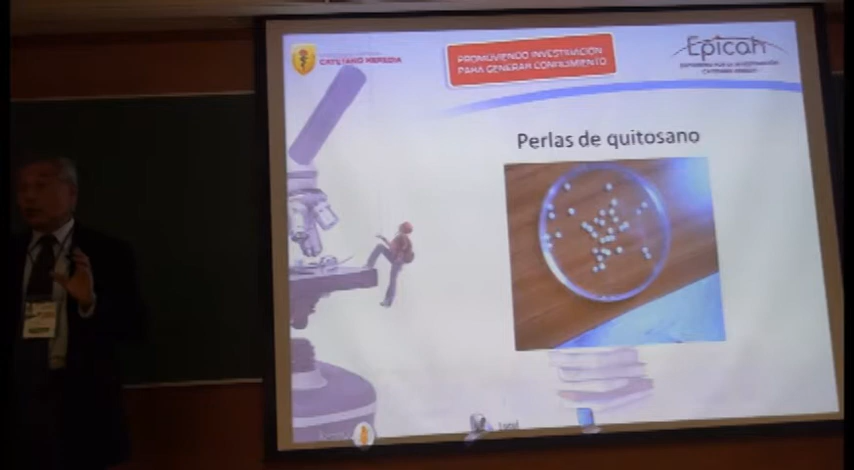 CAYETANO HEREDIA
PROMOVIENDO INVESTIGACIÓN
PARA GENERAR CONOCIMIENTO
Epicah
Perlas de quitosano